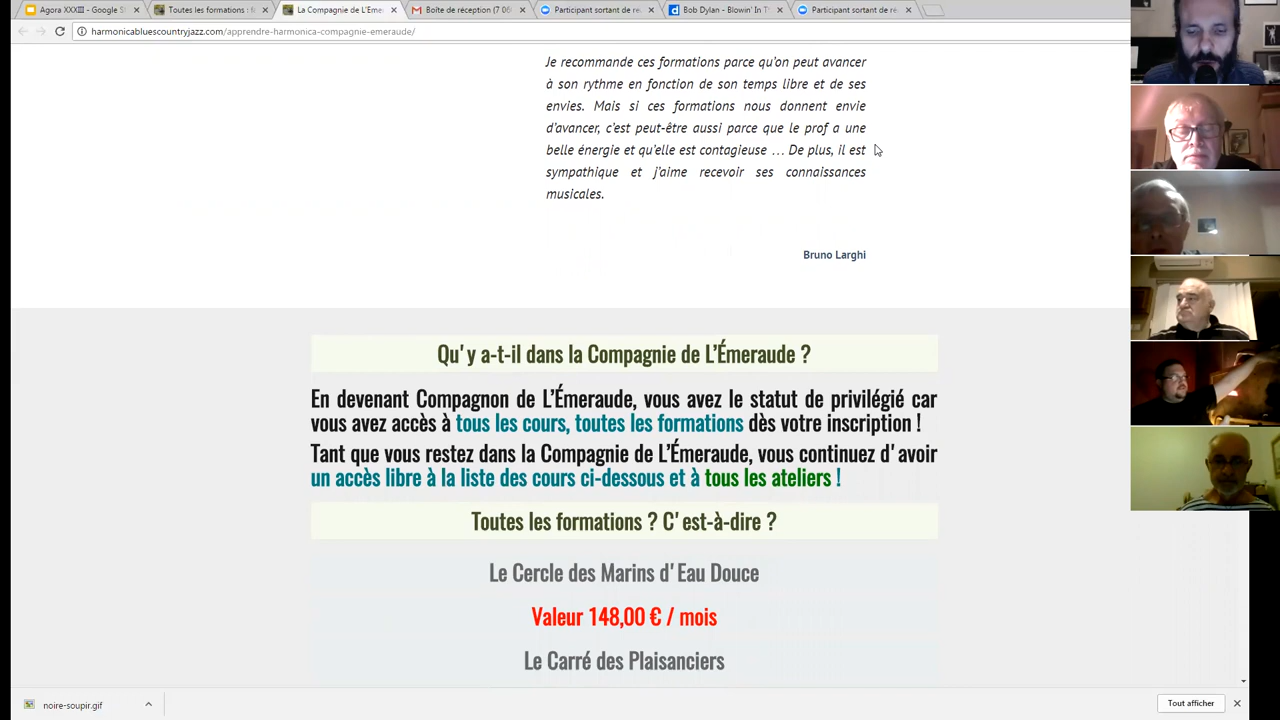 Agora XXXIII - Google S
Toutes les formations : f
La Compagnie de L'Éme
Boîte de réception (7 06
Participant sortant de ré
Bob Dylan - Blowin' In T
Participant sortant de ré
harmonicabluescountryjazz.com/apprendre-harmonica-compagnie-emeraude/
Je recommande ces formations parce qu'on peut avancer
à son rythme en fonction de son temps libre et de ses
envies. Mais si ces formations nous donnent envie
d'avancer, c'est peut-être aussi parce que le prof a une
belle énergie et qu'elle est contagieuse … De plus, il est
sympathique et j'aime recevoir ses connaissances
musicales.
Bruno Larghi
Qu'y a-t-il dans la Compagnie de L'Émeraude ?
En devenant Compagnon de L'Émeraude, vous avez le statut de privilégié car
vous avez accès à tous les cours, toutes les formations dès votre inscription !
Tant que vous restez dans la Compagnie de L'Émeraude, vous continuez d'avoir
un accès libre à la liste des cours ci-dessous et à tous les ateliers !
Toutes les formations ? C'est-à-dire ?
Le Cercle des Marins d'Eau Douce
Valeur 148,00 € / mois
Le Carré des Plaisanciers
noire-soupir.gif
Tout afficher